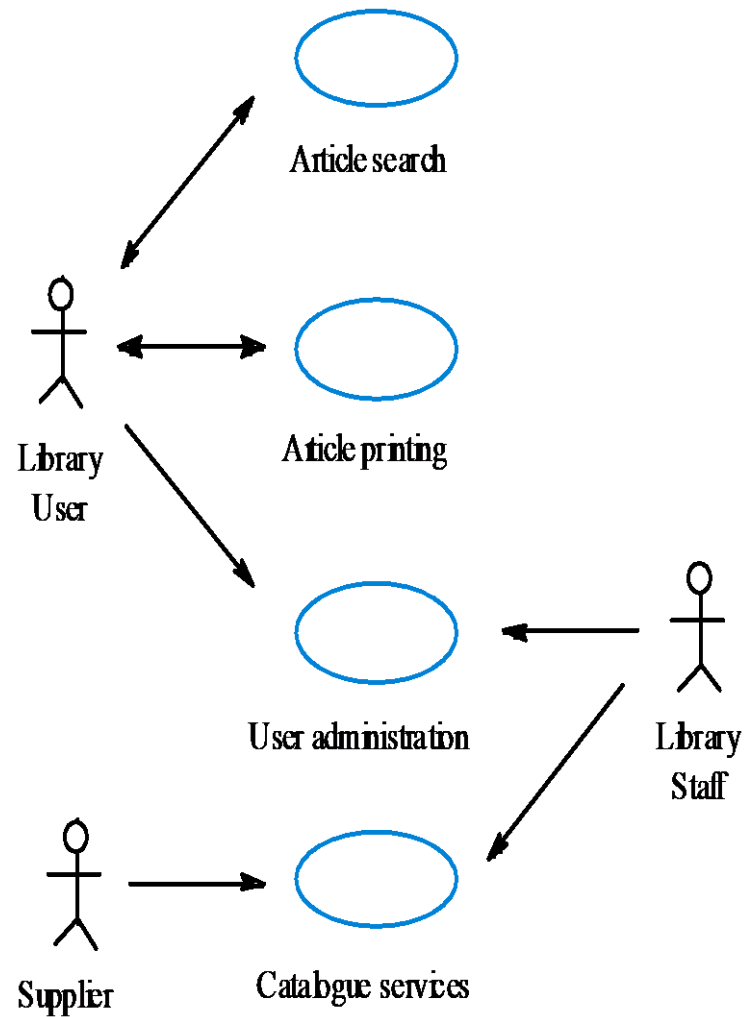 Article search
Article printing
Library
User
User administration
Library
Staff
Supplier
Catalogue services